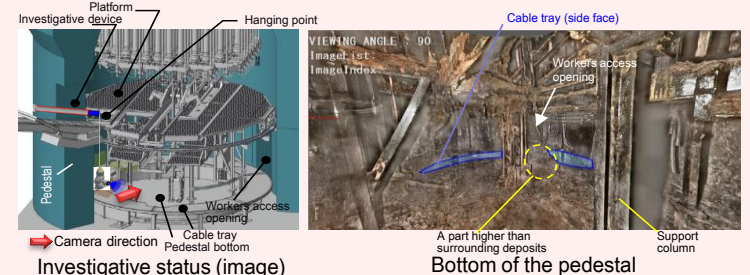 Platform
Investigative device
Hanging point
Pedestal
Workers access
opening
Cable tray
Pedestal bottom
Camera direction
Investigative status (image)
Cable tray (side face)
VIEWING ANGLE : 90
ImageList
ImageIndex
Workers access
opening
A part higher than
surrounding deposits
Support
column
Bottom of the pedestal